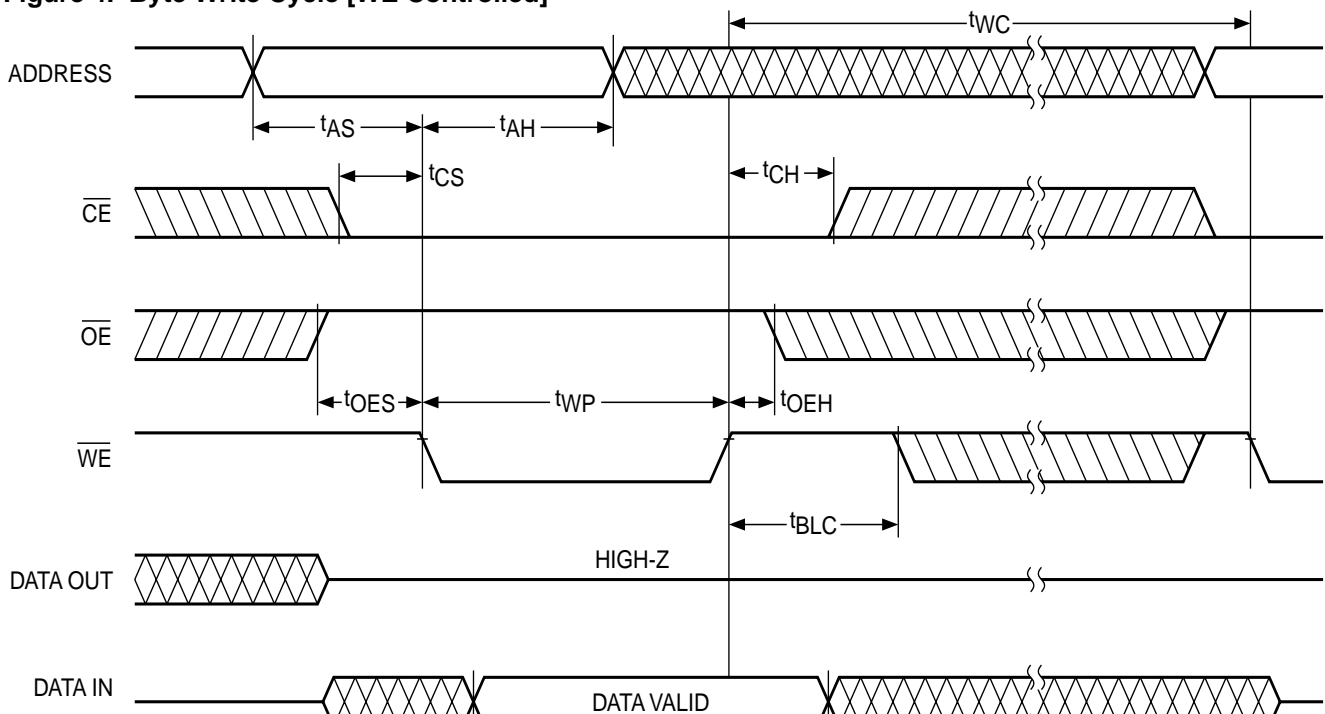 tWC
ADDRESS
tAS
tAH
tCS
tCH
CE
OE
tOES
tWP
tOEH
WE
tBLC
HIGH-Z
DATA OUT
DATA IN
DATA VALID